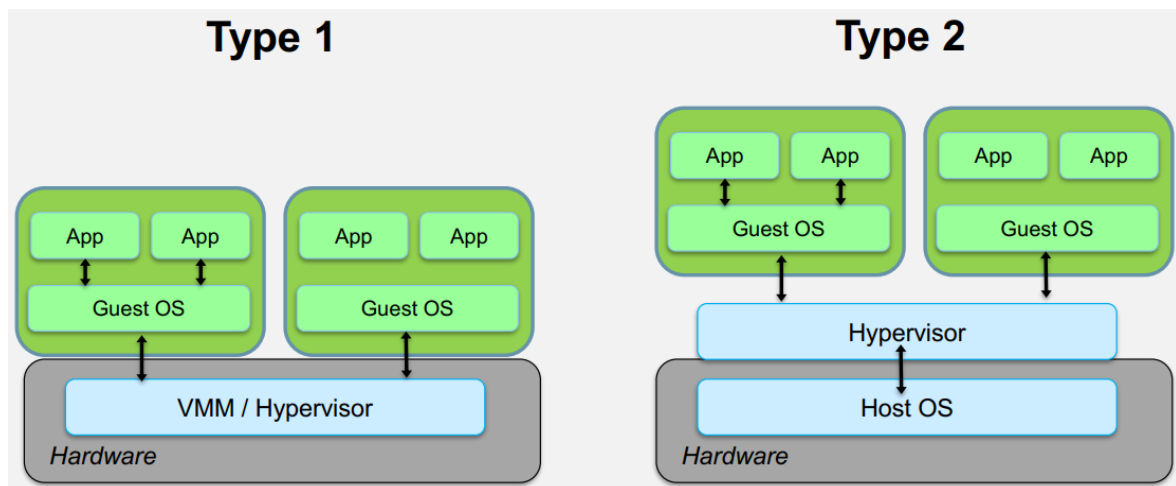 Type 1
App
App
Guest OS
App
App
Guest OS
VMM / Hypervisor
Hardware
Type 2
App
App
Guest OS
App
App
Guest OS
Hypervisor
Host OS
Hardware